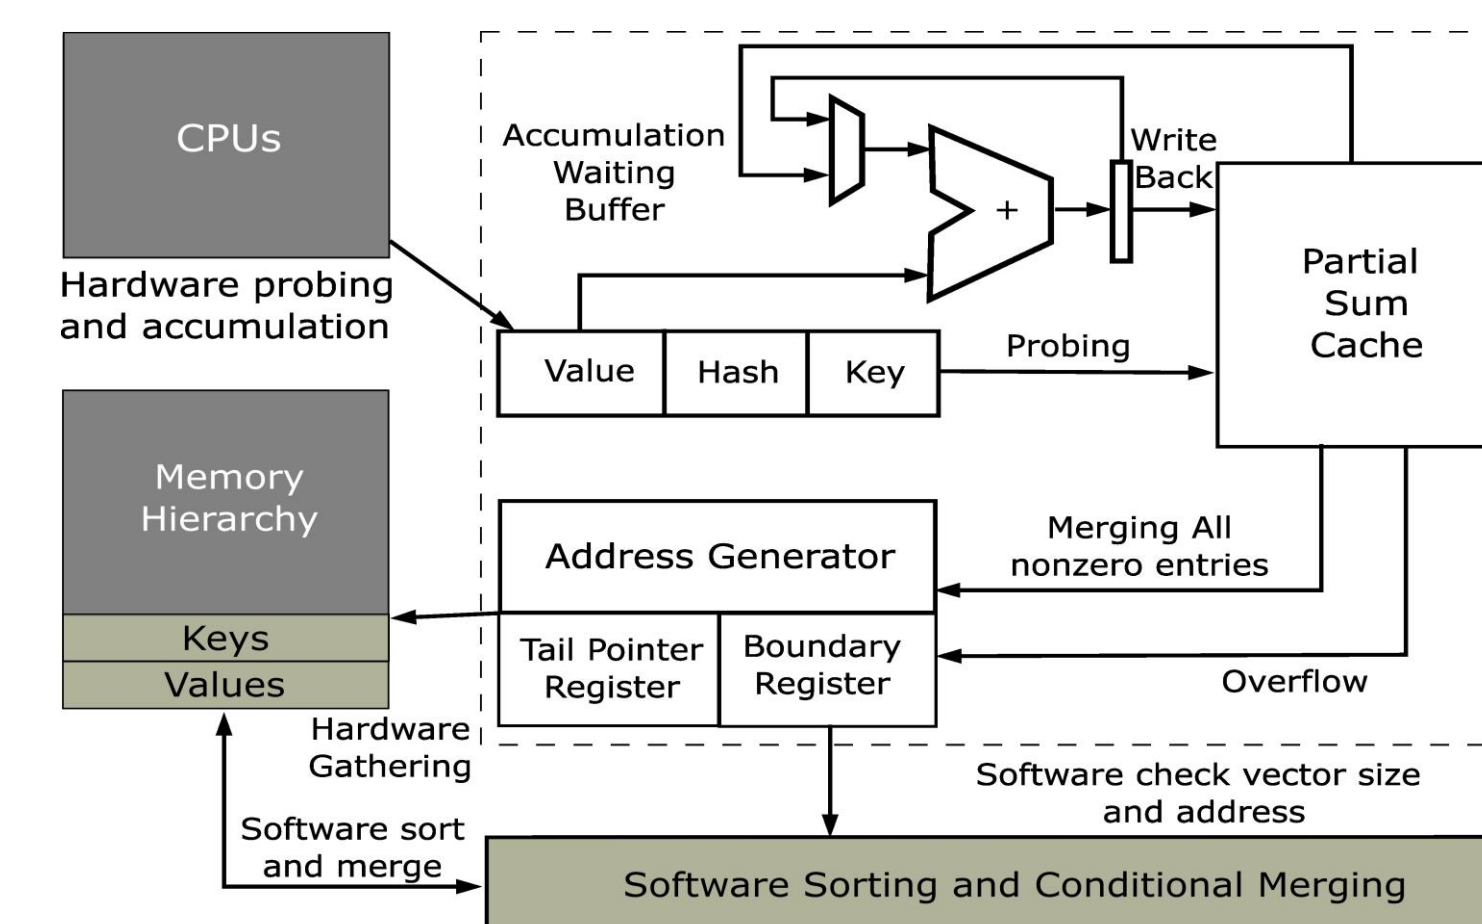 CPUs
Hardware probing
and accumulation
Accumulation
Waiting
Buffer
+
Write
Back
Partial
Sum
Cache
Value
Hash
Key
Probing
Memory
Hierarchy
Keys
Values
Address Generator
Merging All
nonzero entries
Tail Pointer
Register
Boundary
Register
Overflow
Hardware
Gathering
Software check vector size
and address
Software sort
and merge
Software Sorting and Conditional Merging